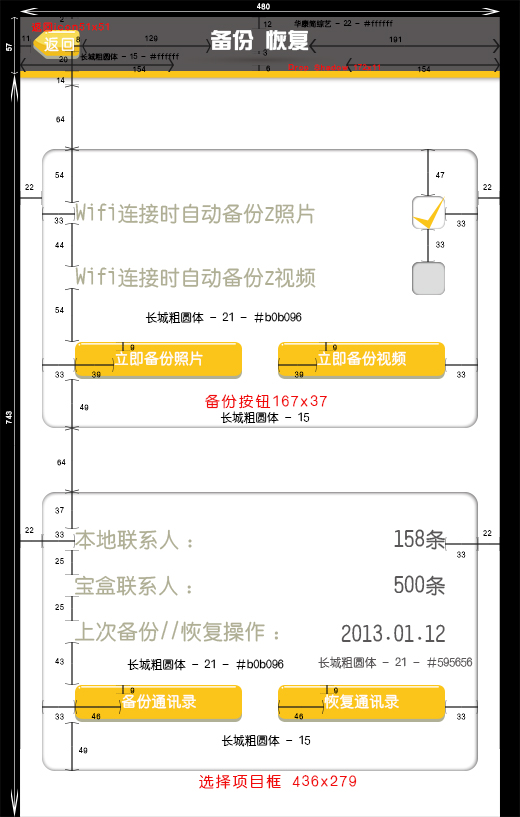 480
12 华康简综艺 - 22 - #ffffff
57 11 返回 8 129 备份 恢复 191
3
20 长城粗圆体 - 15 - #ffffff
154 6 154
14
64
54 47
22 22
Wifi连接时自动备份Z照片
33 33
44 33
Wifi连接时自动备份Z视频
54
长城粗圆体 - 21 - #b0b096
9 9
立即备份照片 立即备份视频
33 39 39 33
备份按钮167x37
49
长城粗圆体 - 15
743
64
37
22 33 22
本地联系人： 158条
33
25
宝盒联系人： 500条
25
上次备份//恢复操作： 2013.01.12
43 长城粗圆体 - 21 - #b0b096 长城粗圆体 - 21 - #595656
9 9
备份通讯录 恢复通讯录
33 46 46 33
长城粗圆体 - 15
49
选择项目框 436x279